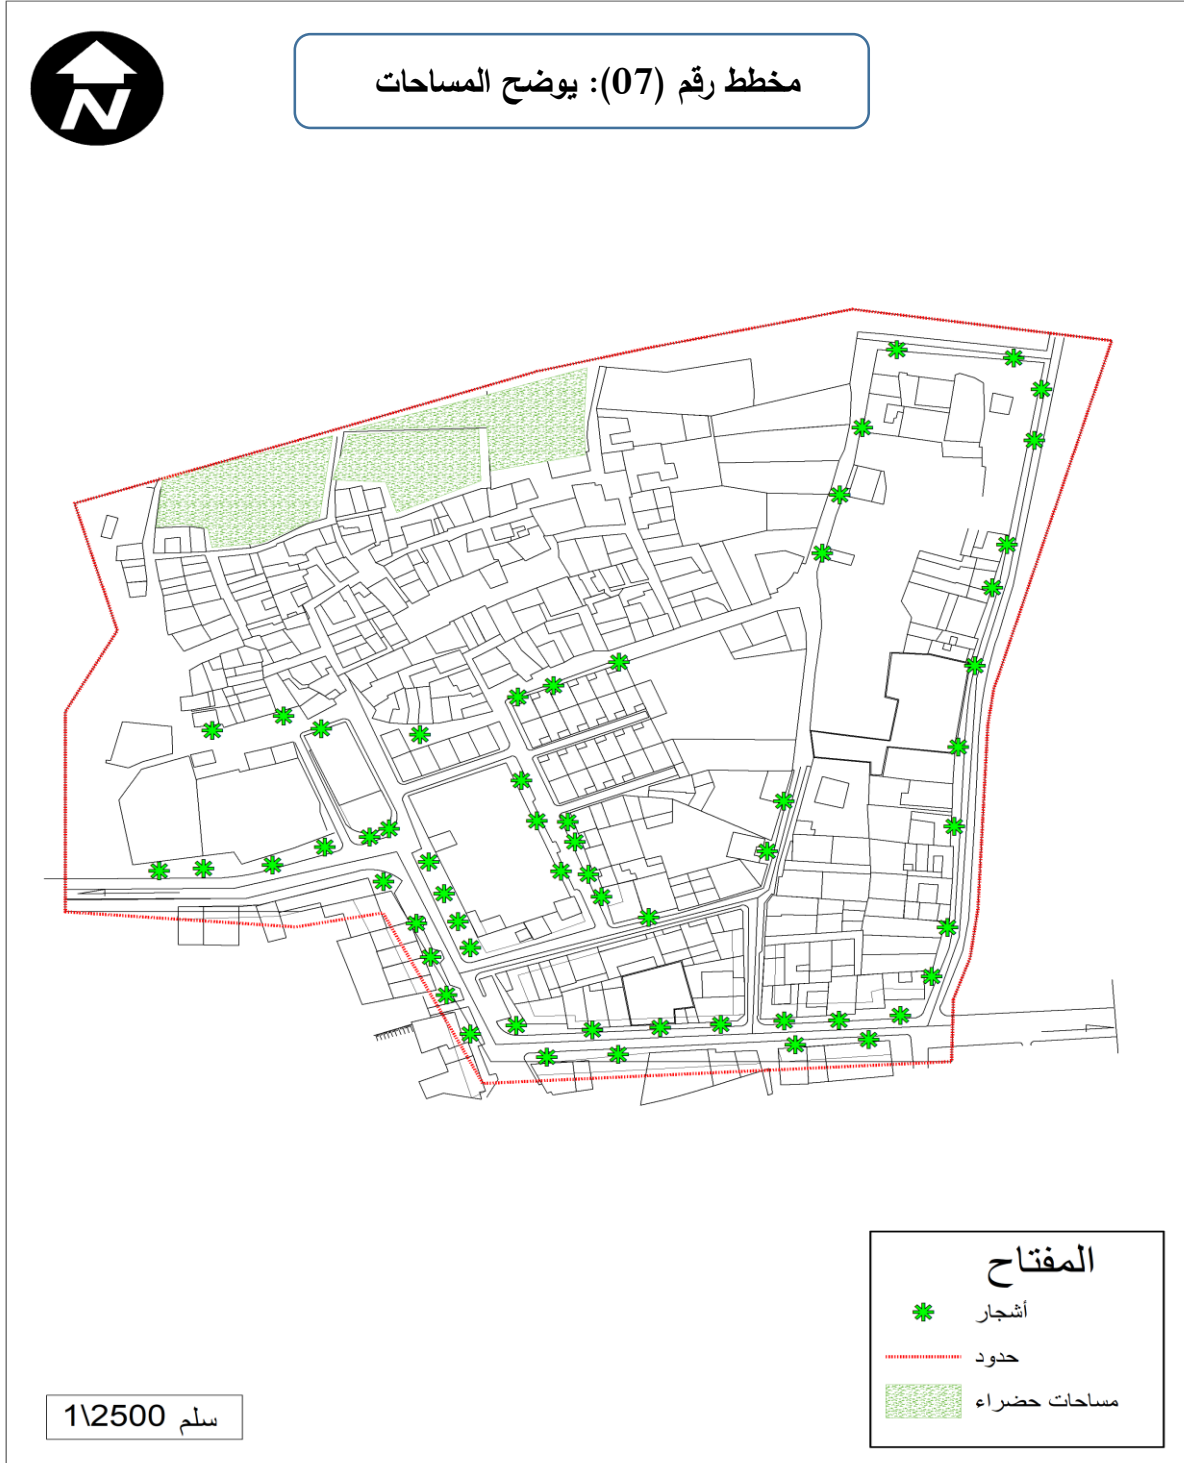 N
مخطط رقم (07): يوضح المساحات
المفتاح
أشجار
حدود
مساحات حضراء
سلم 2500\1